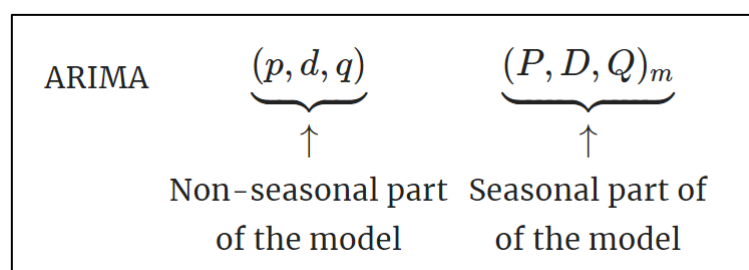 ARIMA (p, d, q) (P, D, Q)m
↑ ↑
Non-seasonal part Seasonal part of
of the model of the model